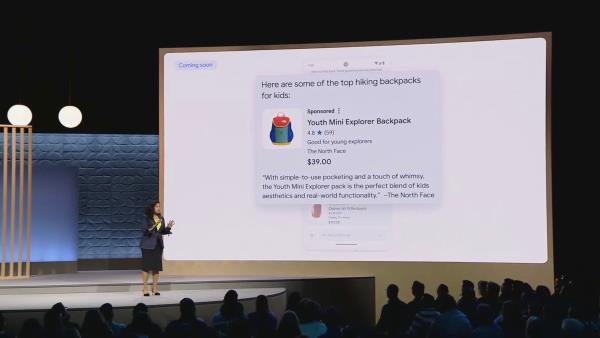 Coming soon
Here are some of the top hiking backpacks
for kids:
Sponsored
Youth Mini Explorer Backpack
4.8 ★ (59)
Good for young explorers
The North Face
$39.00
"With simple-to-use pocketing and a touch of whimsy,
the Youth Mini Explorer pack is the perfect blend of kids
aesthetics and real-world functionality." –The North Face